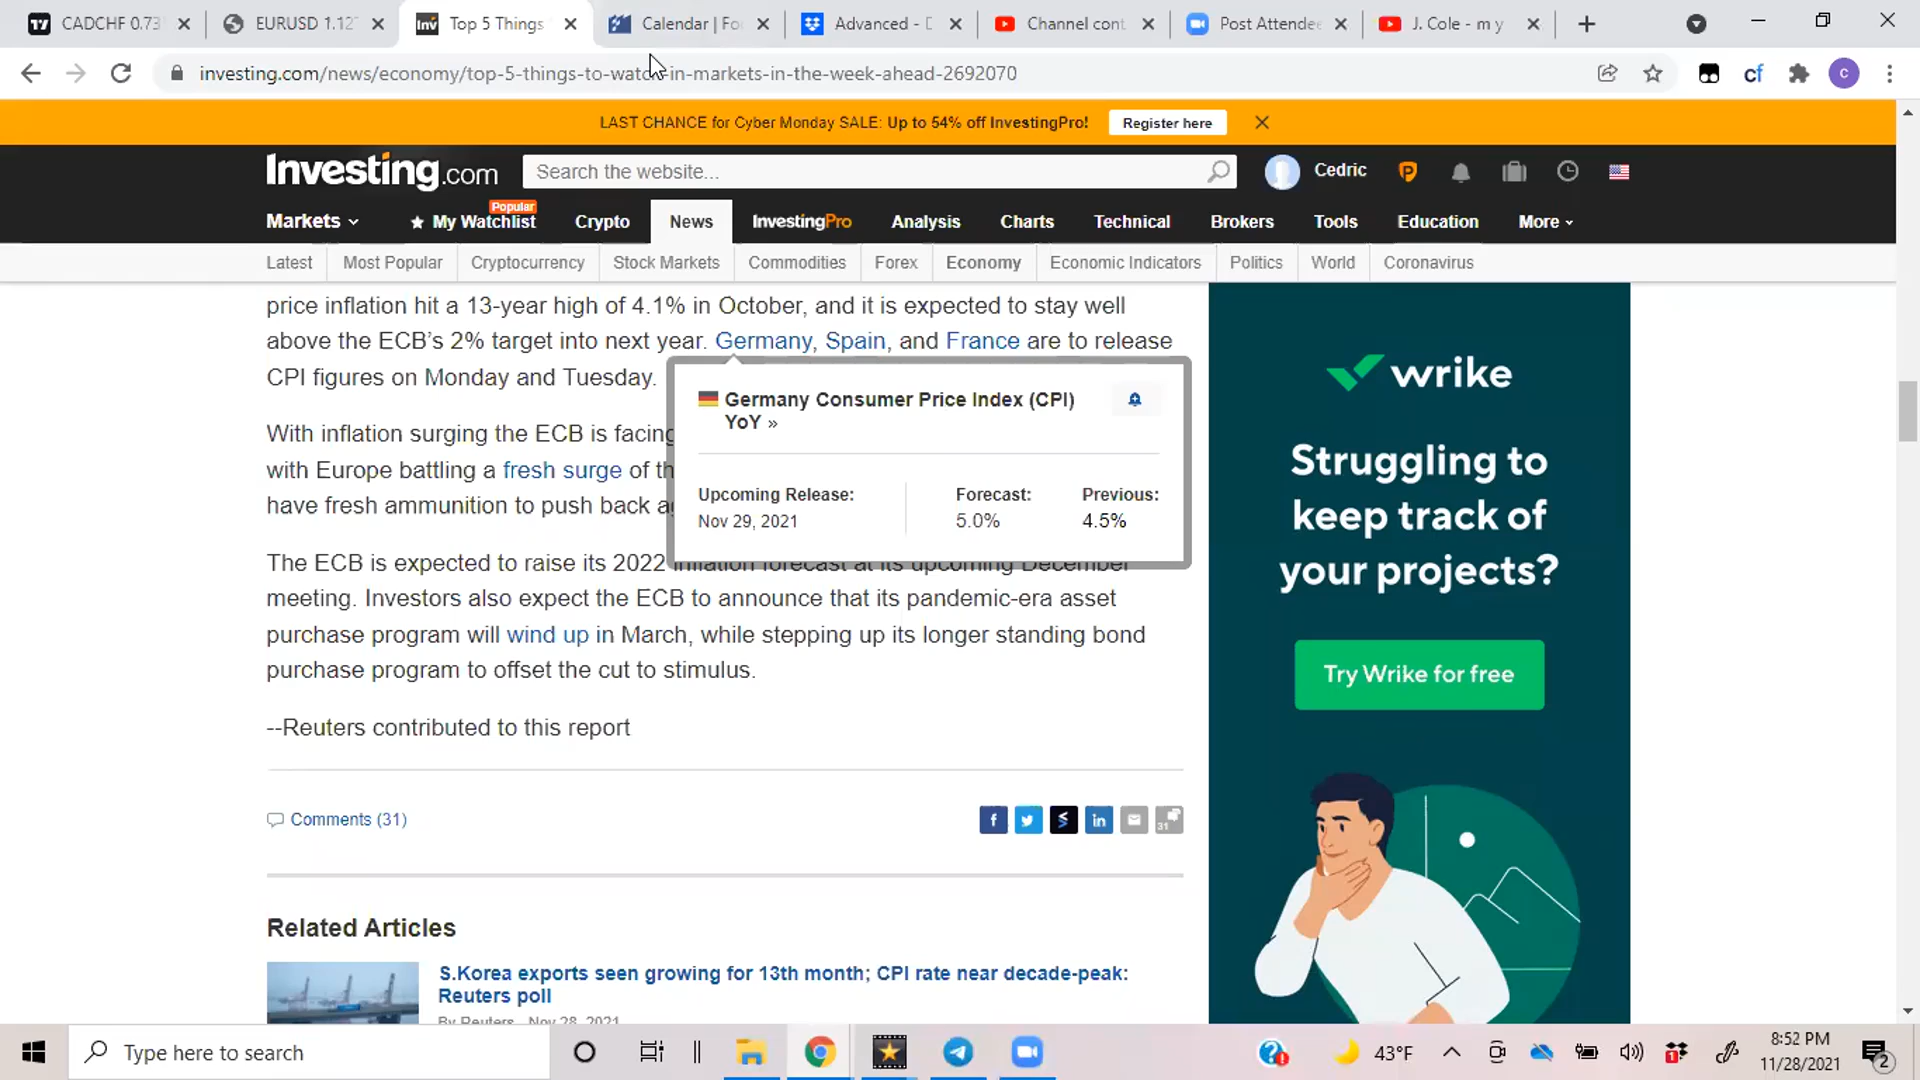 CADCHF 0.73
EURUSD 1.12
Top 5 Things
Calendar | Fo
Advanced - D
Channel cont
Post Attende
J. Cole - m y
investing.com/news/economy/top-5-things-to-watch-in-markets-in-the-week-ahead-2692070
LAST CHANCE for Cyber Monday SALE: Up to 54% off InvestingPro! Register here
Investing.com
Search the website...
Cedric
Popular
Markets My Watchlist Crypto News InvestingPro Analysis Charts Technical Brokers Tools Education More
Latest Most Popular Cryptocurrency Stock Markets Commodities Forex Economy Economic Indicators Politics World Coronavirus
price inflation hit a 13-year high of 4.1% in October, and it is expected to stay well
above the ECB's 2% target into next year. Germany, Spain, and France are to release
CPI figures on Monday and Tuesday.
Germany Consumer Price Index (CPI)
YoY »
Upcoming Release: Forecast: Previous:
Nov 29, 2021 5.0% 4.5%
With inflation surging the ECB is facing
with Europe battling a fresh surge of th
have fresh ammunition to push back a
The ECB is expected to raise its 2022 inflation forecast at its upcoming December
meeting. Investors also expect the ECB to announce that its pandemic-era asset
purchase program will wind up in March, while stepping up its longer standing bond
purchase program to offset the cut to stimulus.
--Reuters contributed to this report
Comments (31)
31
Related Articles
S.Korea exports seen growing for 13th month; CPI rate near decade-peak:
Reuters poll
By Reuters - Nov 28, 2021
wrike
Struggling to
keep track of
your projects?
Try Wrike for free
Type here to search
43°F
8:52 PM
11/28/2021
2